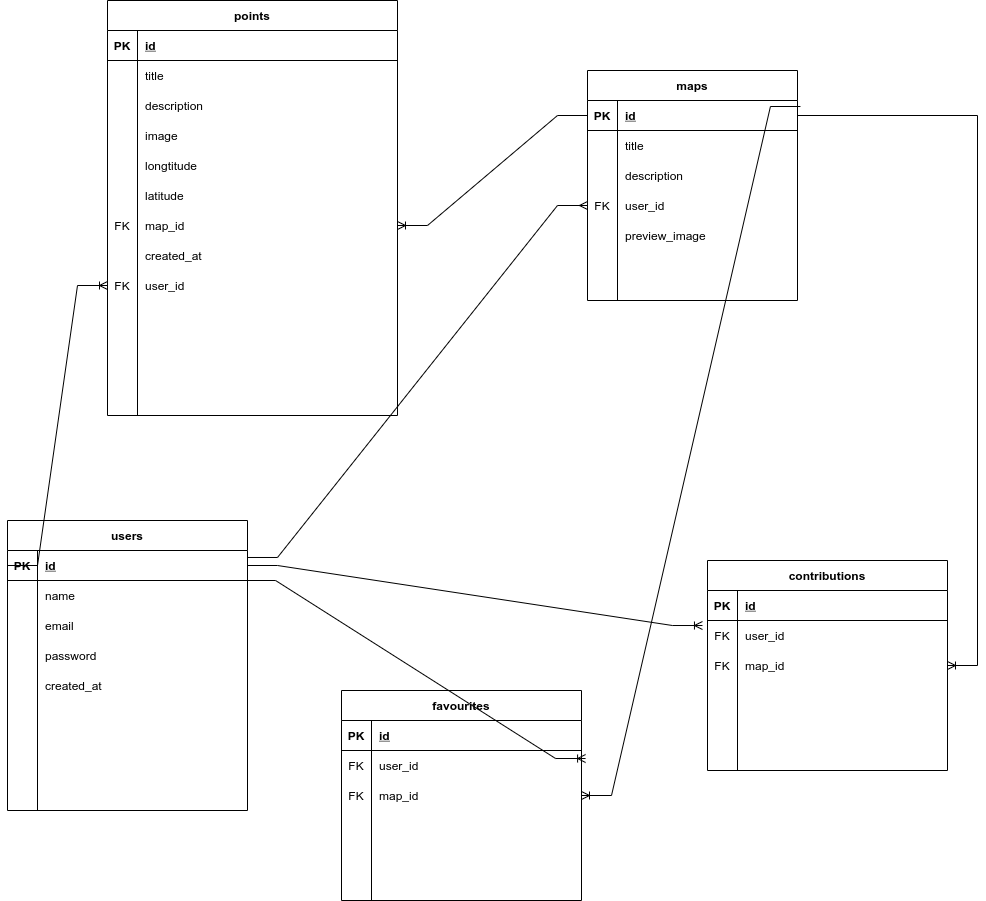 points
PK id
title
description
image
longtitude
latitude
FK map_id
created_at
FK user_id
maps
PK id
title
description
FK user_id
preview_image
users
PK id
name
email
password
created_at
favourites
PK id
FK user_id
FK map_id
contributions
PK id
FK user_id
FK map_id